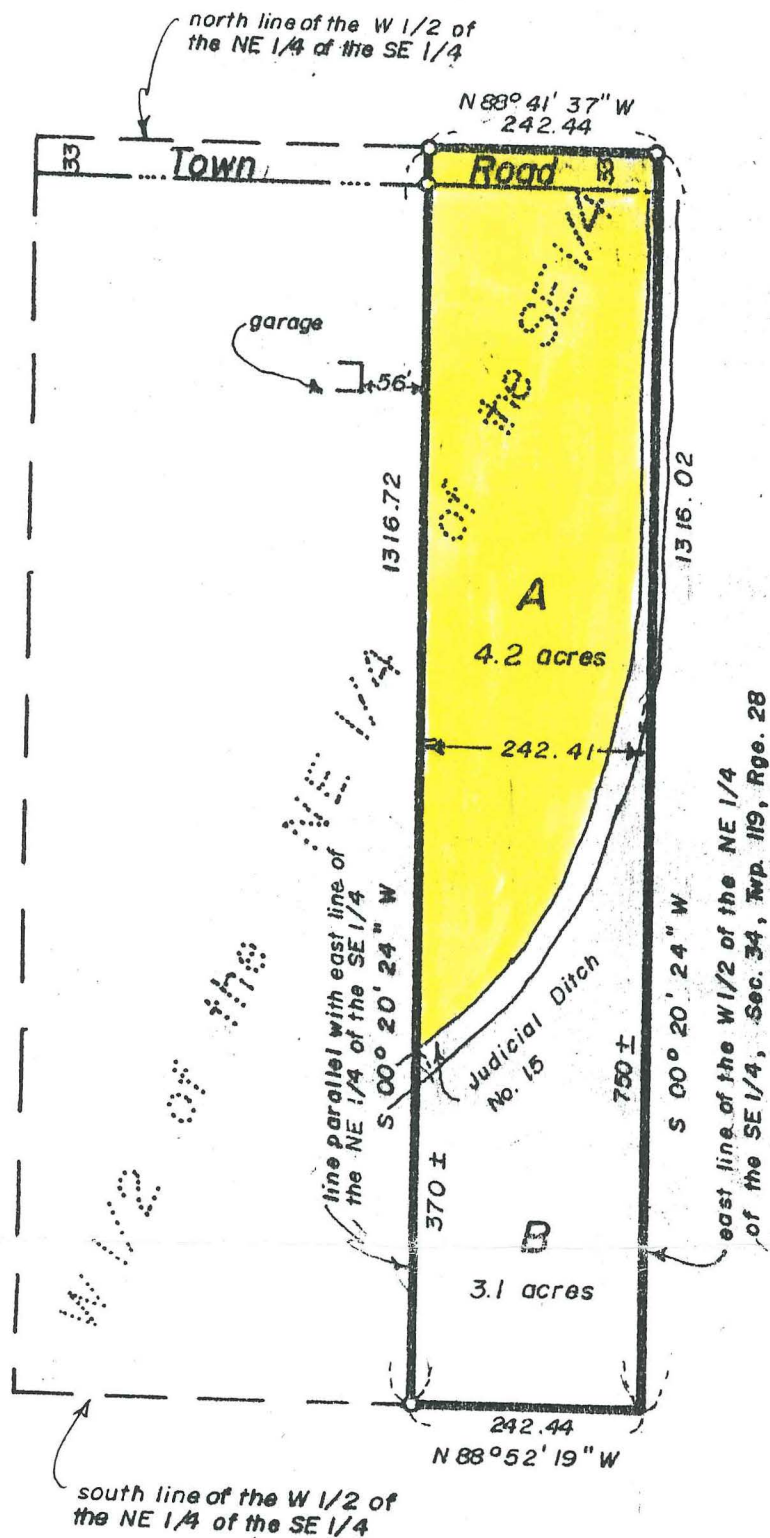 north line of the W 1/2 of
the NE 1/4 of the SE 1/4
N 88° 41' 37" W
242.44
33
Town
Road
33
garage
56'
1316.72
1316.02
W 1/2 of the NE 1/4 of the SE 1/4
A
4.2 acres
242.41
line parallel with east line of
the NE 1/4 of the SE 1/4
S 00° 20' 24" W
Judicial Ditch
No. 15
370 ±
750 ±
S 00° 20' 24" W
east line of the W 1/2 of the NE 1/4
of the SE 1/4, Sec. 34, Twp. 119, Rge. 28
B
3.1 acres
242.44
N 88° 52' 19" W
south line of the W 1/2 of
the NE 1/4 of the SE 1/4